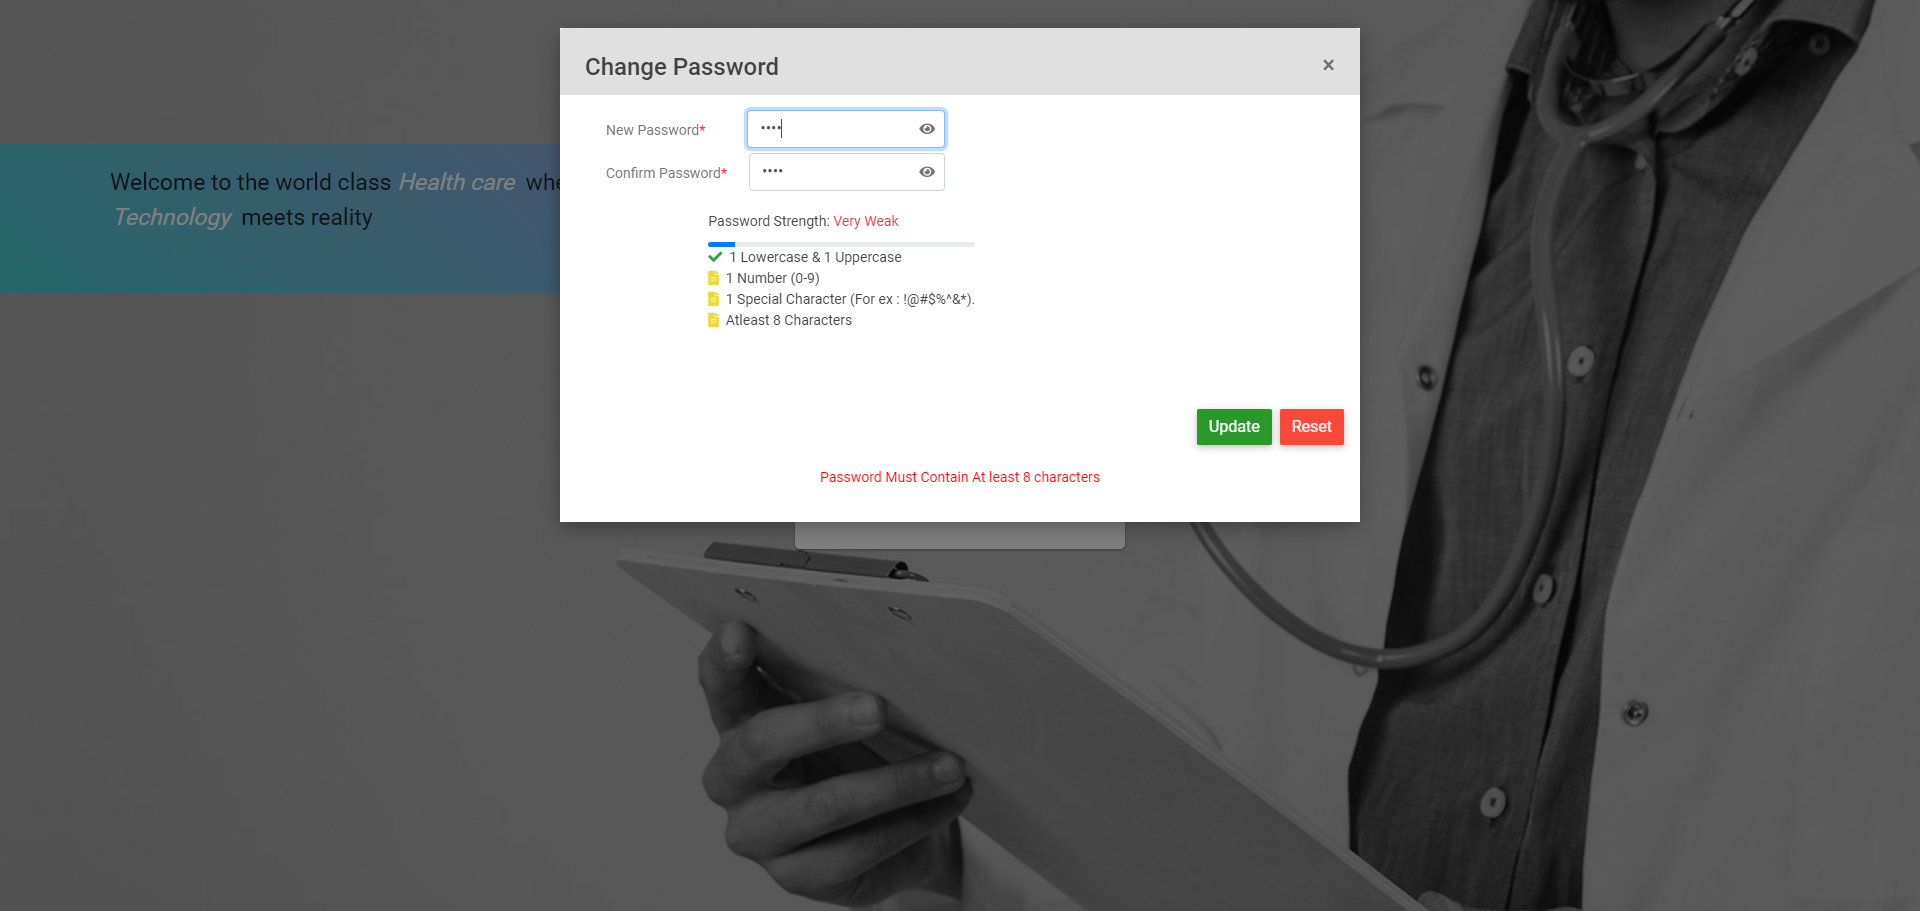 Change Password
×
New Password*
••••
Confirm Password*
••••
Welcome to the world class Health care whe
Technology meets reality
Password Strength: Very Weak
1 Lowercase & 1 Uppercase
1 Number (0-9)
1 Special Character (For ex : !@#$%^&*).
Atleast 8 Characters
Update Reset
Password Must Contain At least 8 characters